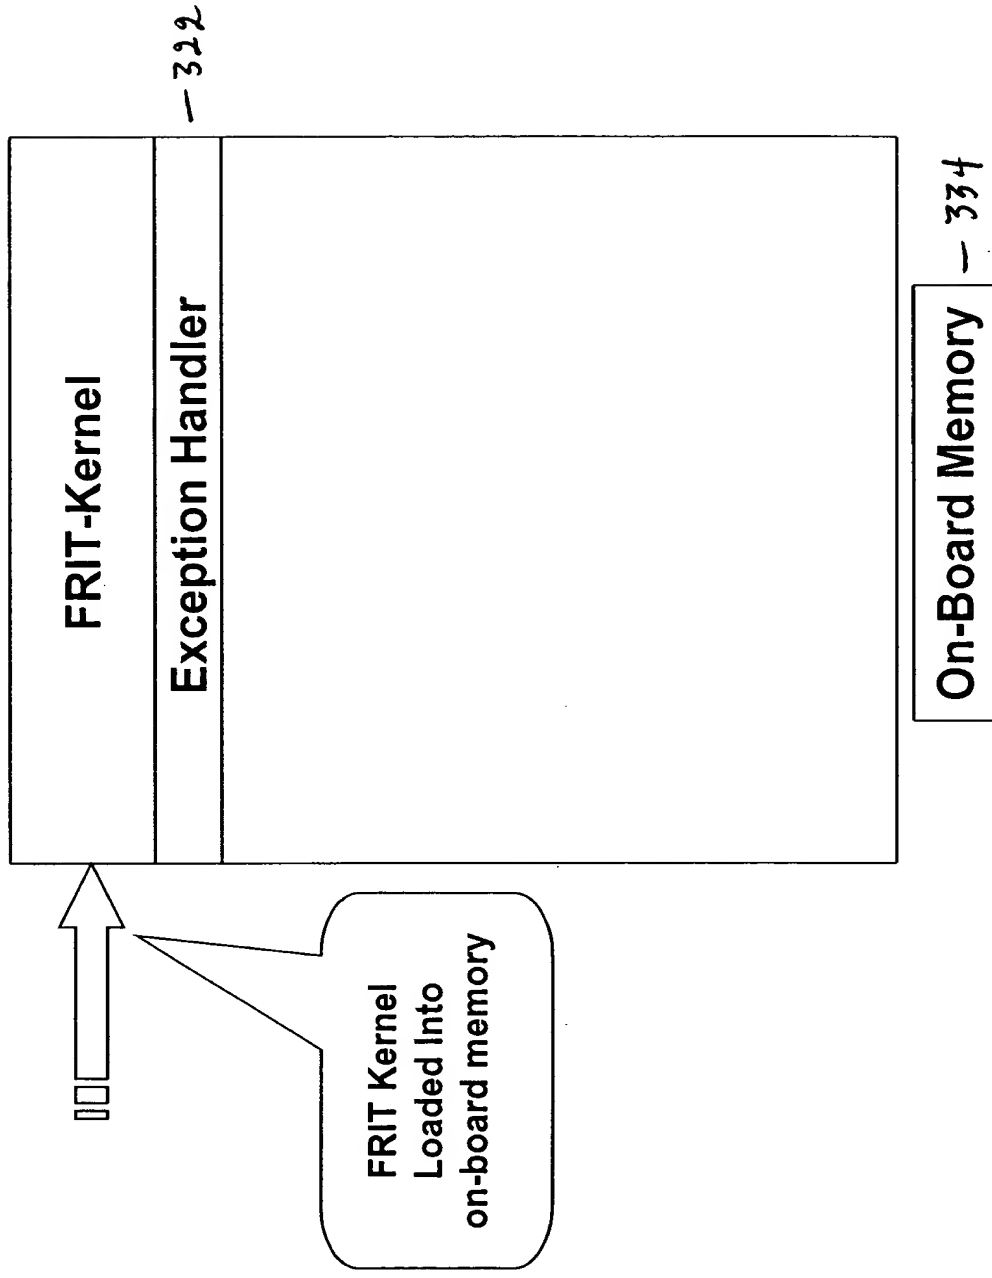 FRIT-Kernel
Exception Handler
— 322
FRIT Kernel
Loaded Into
on-board memory
On-Board Memory
— 334